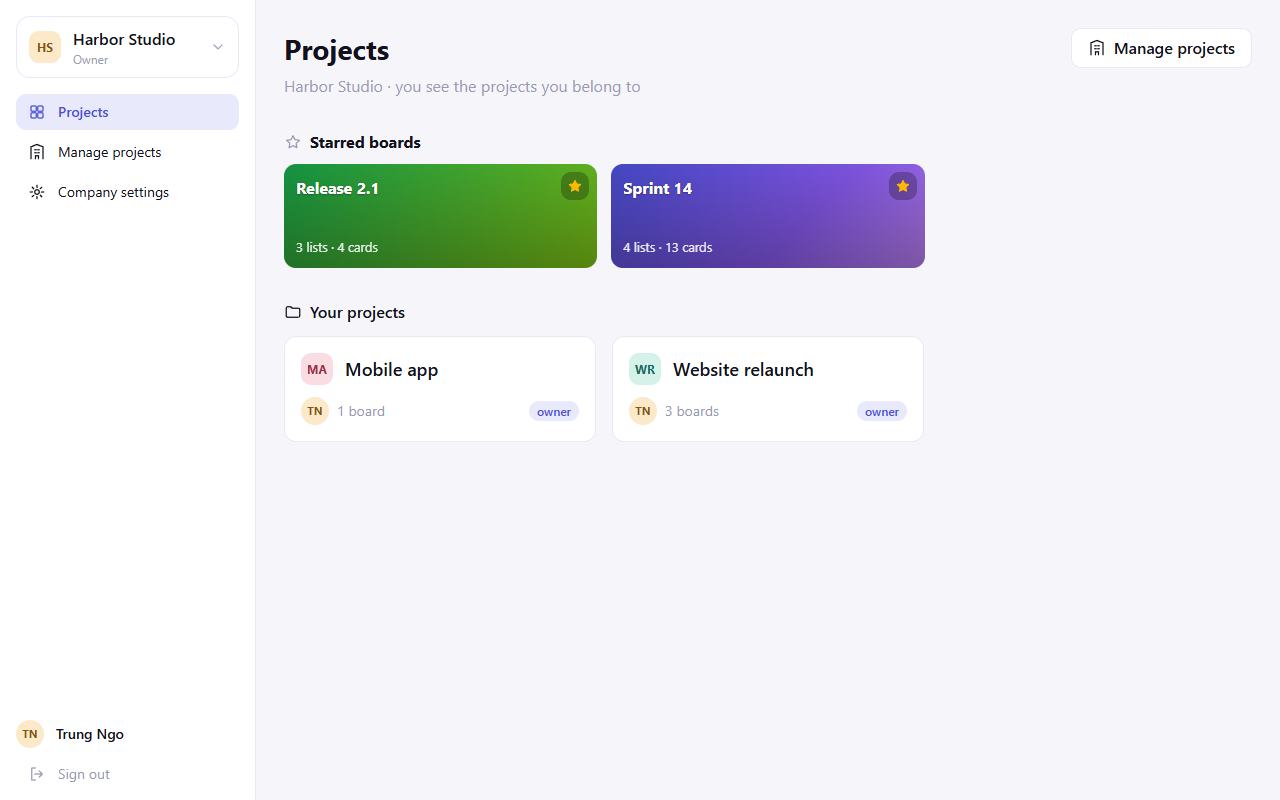 HS
Harbor Studio
Owner
Projects
Manage projects
Company settings
TN
Trung Ngo
Sign out
Projects
Harbor Studio · you see the projects you belong to
Manage projects
Starred boards
Release 2.1
3 lists · 4 cards
Sprint 14
4 lists · 13 cards
Your projects
MA
Mobile app
TN
1 board
owner
WR
Website relaunch
TN
3 boards
owner